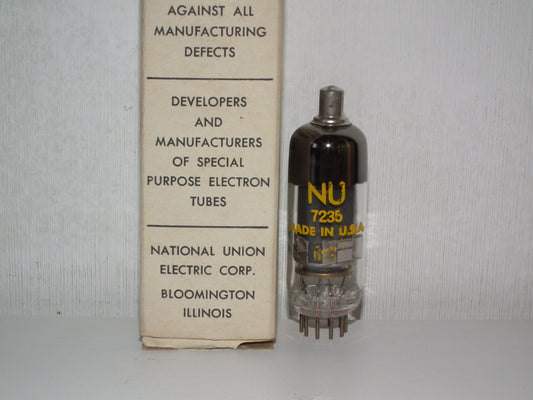 AGAINST ALL
MANUFACTURING
DEFECTS
DEVELOPERS
AND
MANUFACTURERS
OF SPECIAL
PURPOSE ELECTRON
TUBES
NATIONAL UNION
ELECTRIC CORP.
BLOOMINGTON
ILLINOIS
NU
7235
MADE IN U.S.A